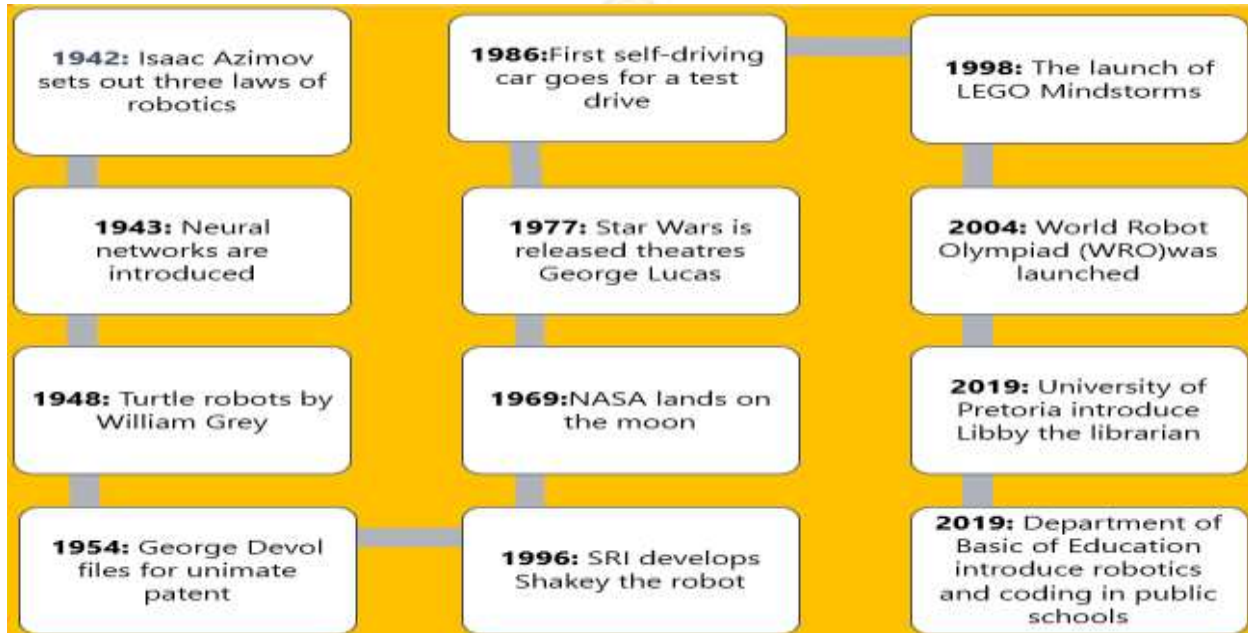 1942: Isaac Azimov
sets out three laws of
robotics
1943: Neural
networks are
introduced
1948: Turtle robots by
William Grey
1954: George Devol
files for unimate
patent
1996: SRI develops
Shakey the robot
1969:NASA lands on
the moon
1977: Star Wars is
released theatres
George Lucas
1986:First self-driving
car goes for a test
drive
1998: The launch of
LEGO Mindstorms
2004: World Robot
Olympiad (WRO)was
launched
2019: University of
Pretoria introduce
Libby the librarian
2019: Department of
Basic of Education
introduce robotics
and coding in public
schools